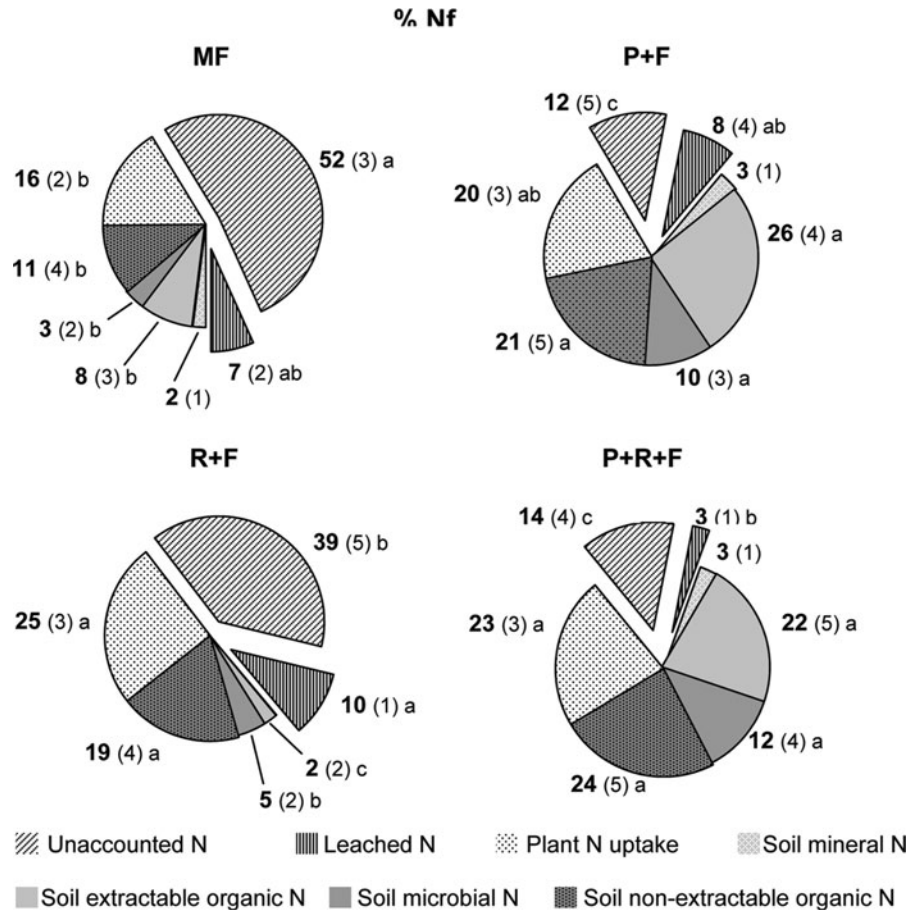 % Nf
MF
52 (3) a
16 (2) b
11 (4) b
3 (2) b
8 (3) b
2 (1)
7 (2) ab
P+F
12 (5) c
8 (4) ab
3 (1)
20 (3) ab
26 (4) a
21 (5) a
10 (3) a
R+F
39 (5) b
25 (3) a
10 (1) a
19 (4) a
2 (2) c
5 (2) b
P+R+F
14 (4) c
3 (1) b
3 (1)
23 (3) a
22 (5) a
12 (4) a
24 (5) a
Unaccounted N Leached N Plant N uptake Soil mineral N
Soil extractable organic N Soil microbial N Soil non-extractable organic N